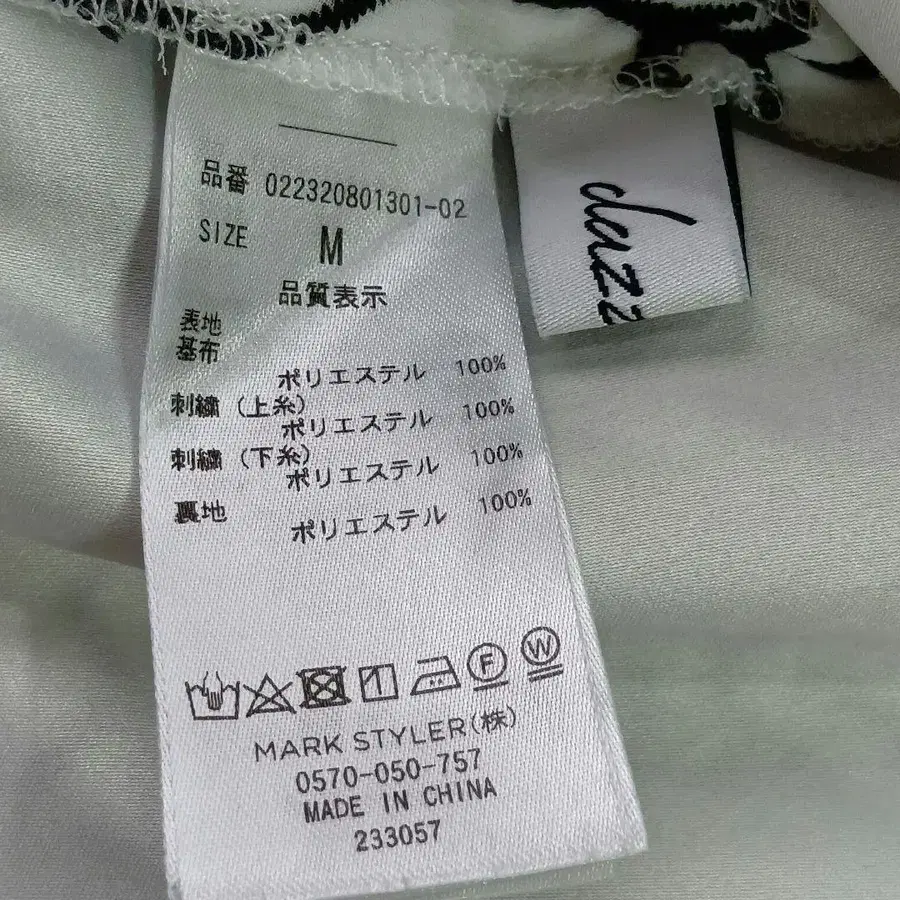 品番 022320801301-02
SIZE M
品質表示
表地
基布
ポリエステル 100%
刺繍 (上糸)
ポリエステル 100%
刺繍 (下糸)
ポリエステル 100%
裏地
ポリエステル 100%
F W
MARK STYLER(株)
0570-050-757
MADE IN CHINA
233057
dazz